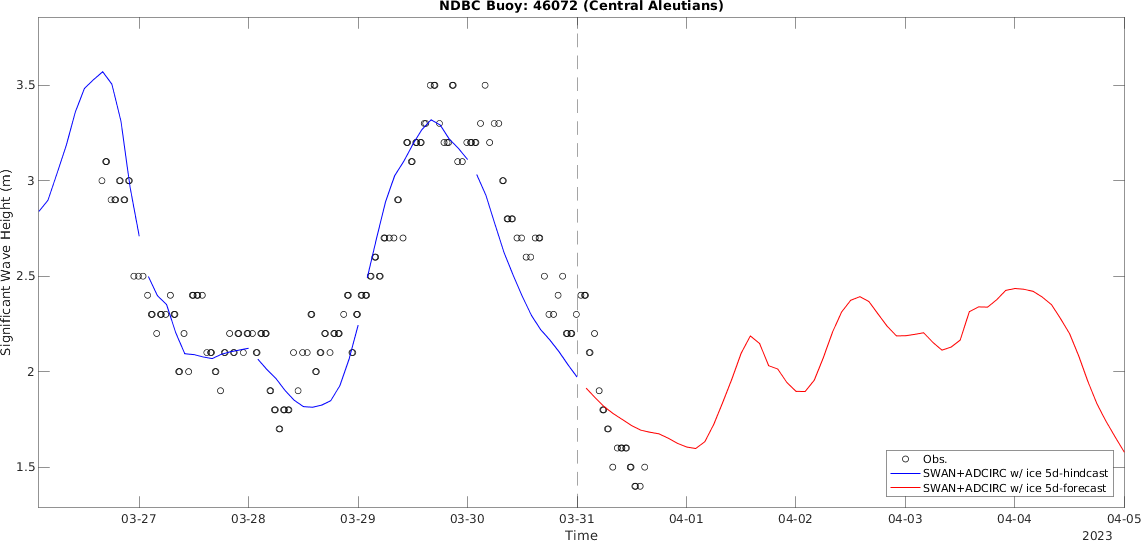 NDBC Buoy: 46072 (Central Aleutians)
Significant Wave Height (m)
3.5
3
2.5
2
1.5
Obs.
SWAN+ADCIRC w/ ice 5d-hindcast
SWAN+ADCIRC w/ ice 5d-forecast
03-27
03-28
03-29
03-30
03-31
04-01
04-02
04-03
04-04
04-05
Time
2023